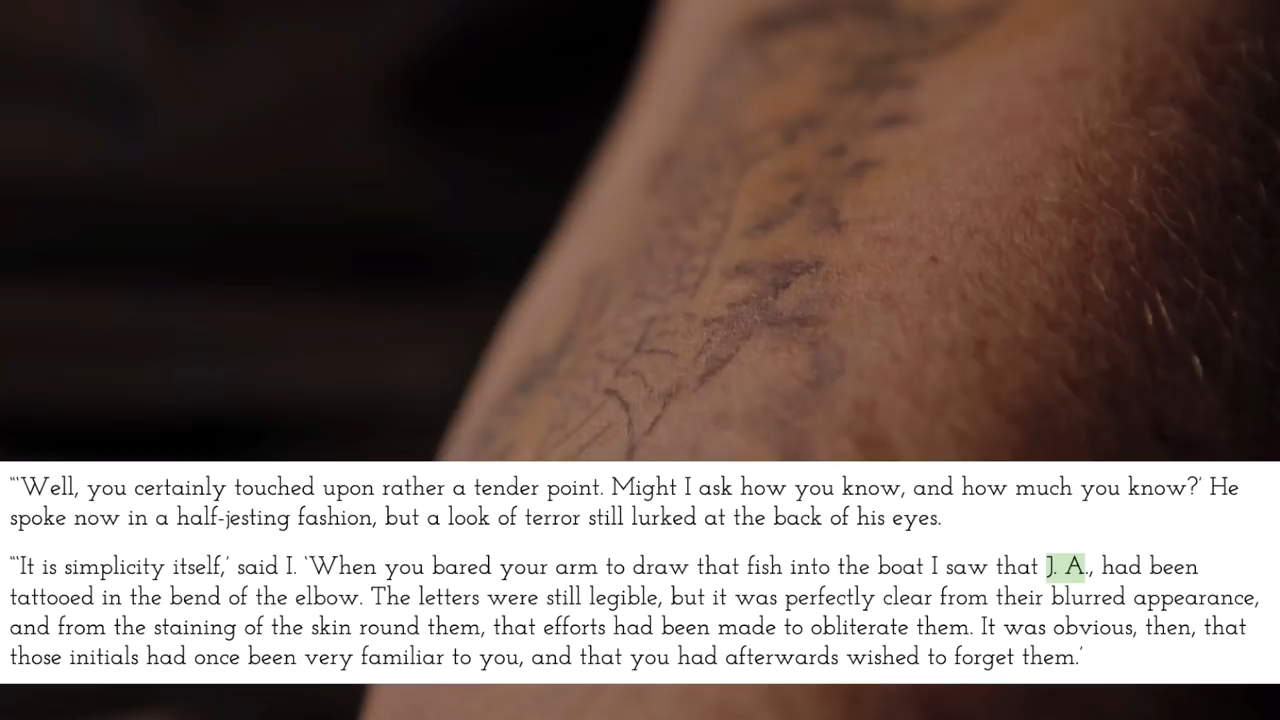 “‘Well, you certainly touched upon rather a tender point. Might I ask how you know, and how much you know?’ He
spoke now in a half-jesting fashion, but a look of terror still lurked at the back of his eyes.
“‘It is simplicity itself,’ said I. ‘When you bared your arm to draw that fish into the boat I saw that J. A., had been
tattooed in the bend of the elbow. The letters were still legible, but it was perfectly clear from their blurred appearance,
and from the staining of the skin round them, that efforts had been made to obliterate them. It was obvious, then, that
those initials had once been very familiar to you, and that you had afterwards wished to forget them.’